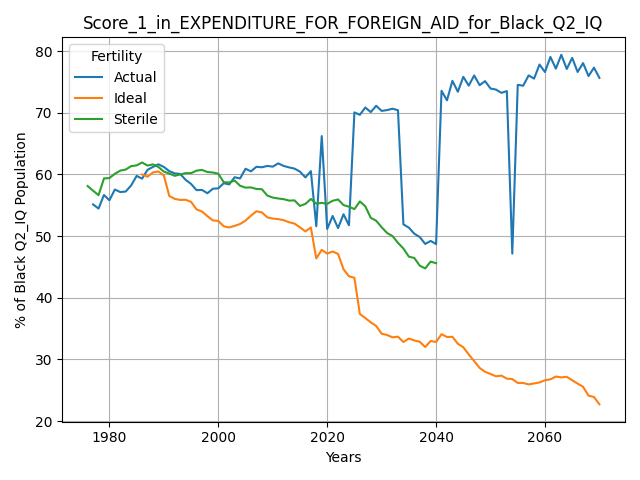 Score_1_in_EXPENDITURE_FOR_FOREIGN_AID_for_Black_Q2_IQ
Fertility
Actual
Ideal
Sterile
% of Black Q2_IQ Population
80
70
60
50
40
30
20
1980
2000
2020
2040
2060
Years